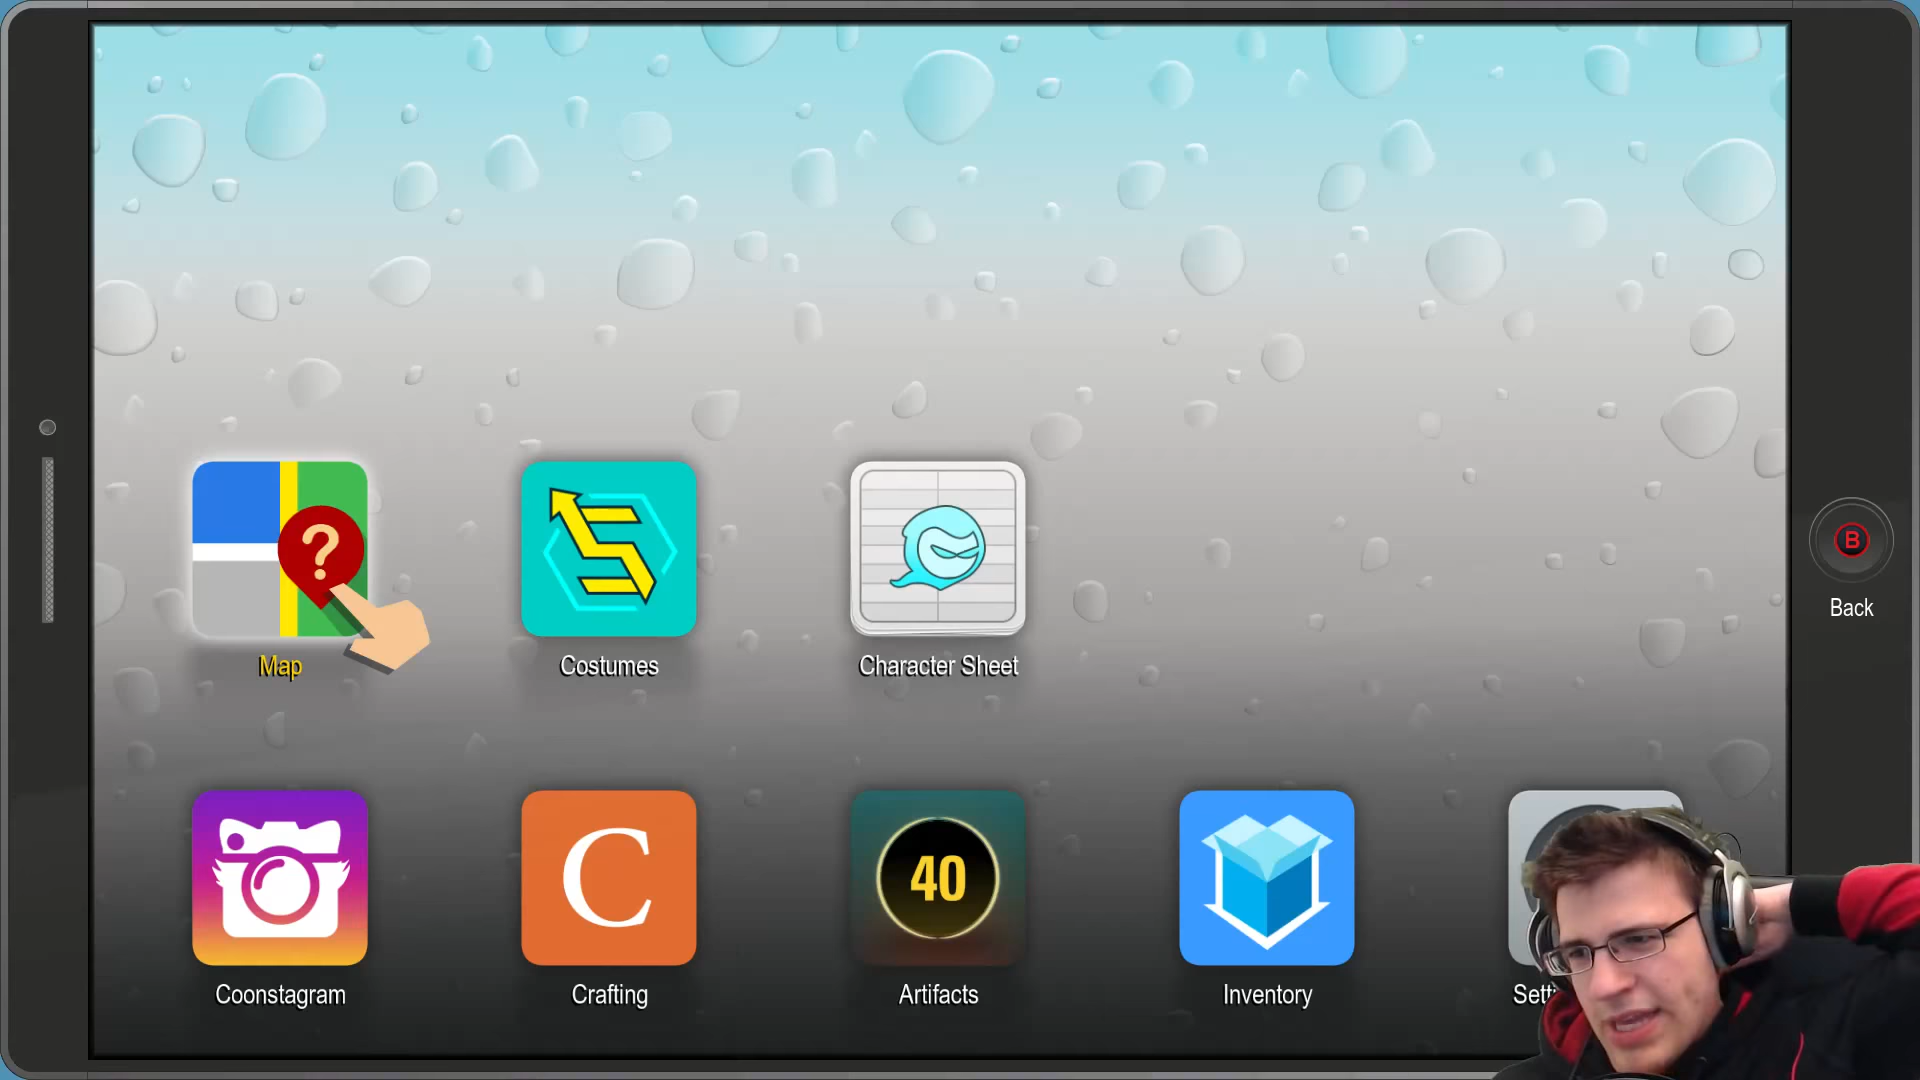 ?
Map
Costumes
Character Sheet
B
Back
C
40
Coonstagram
Crafting
Artifacts
Inventory